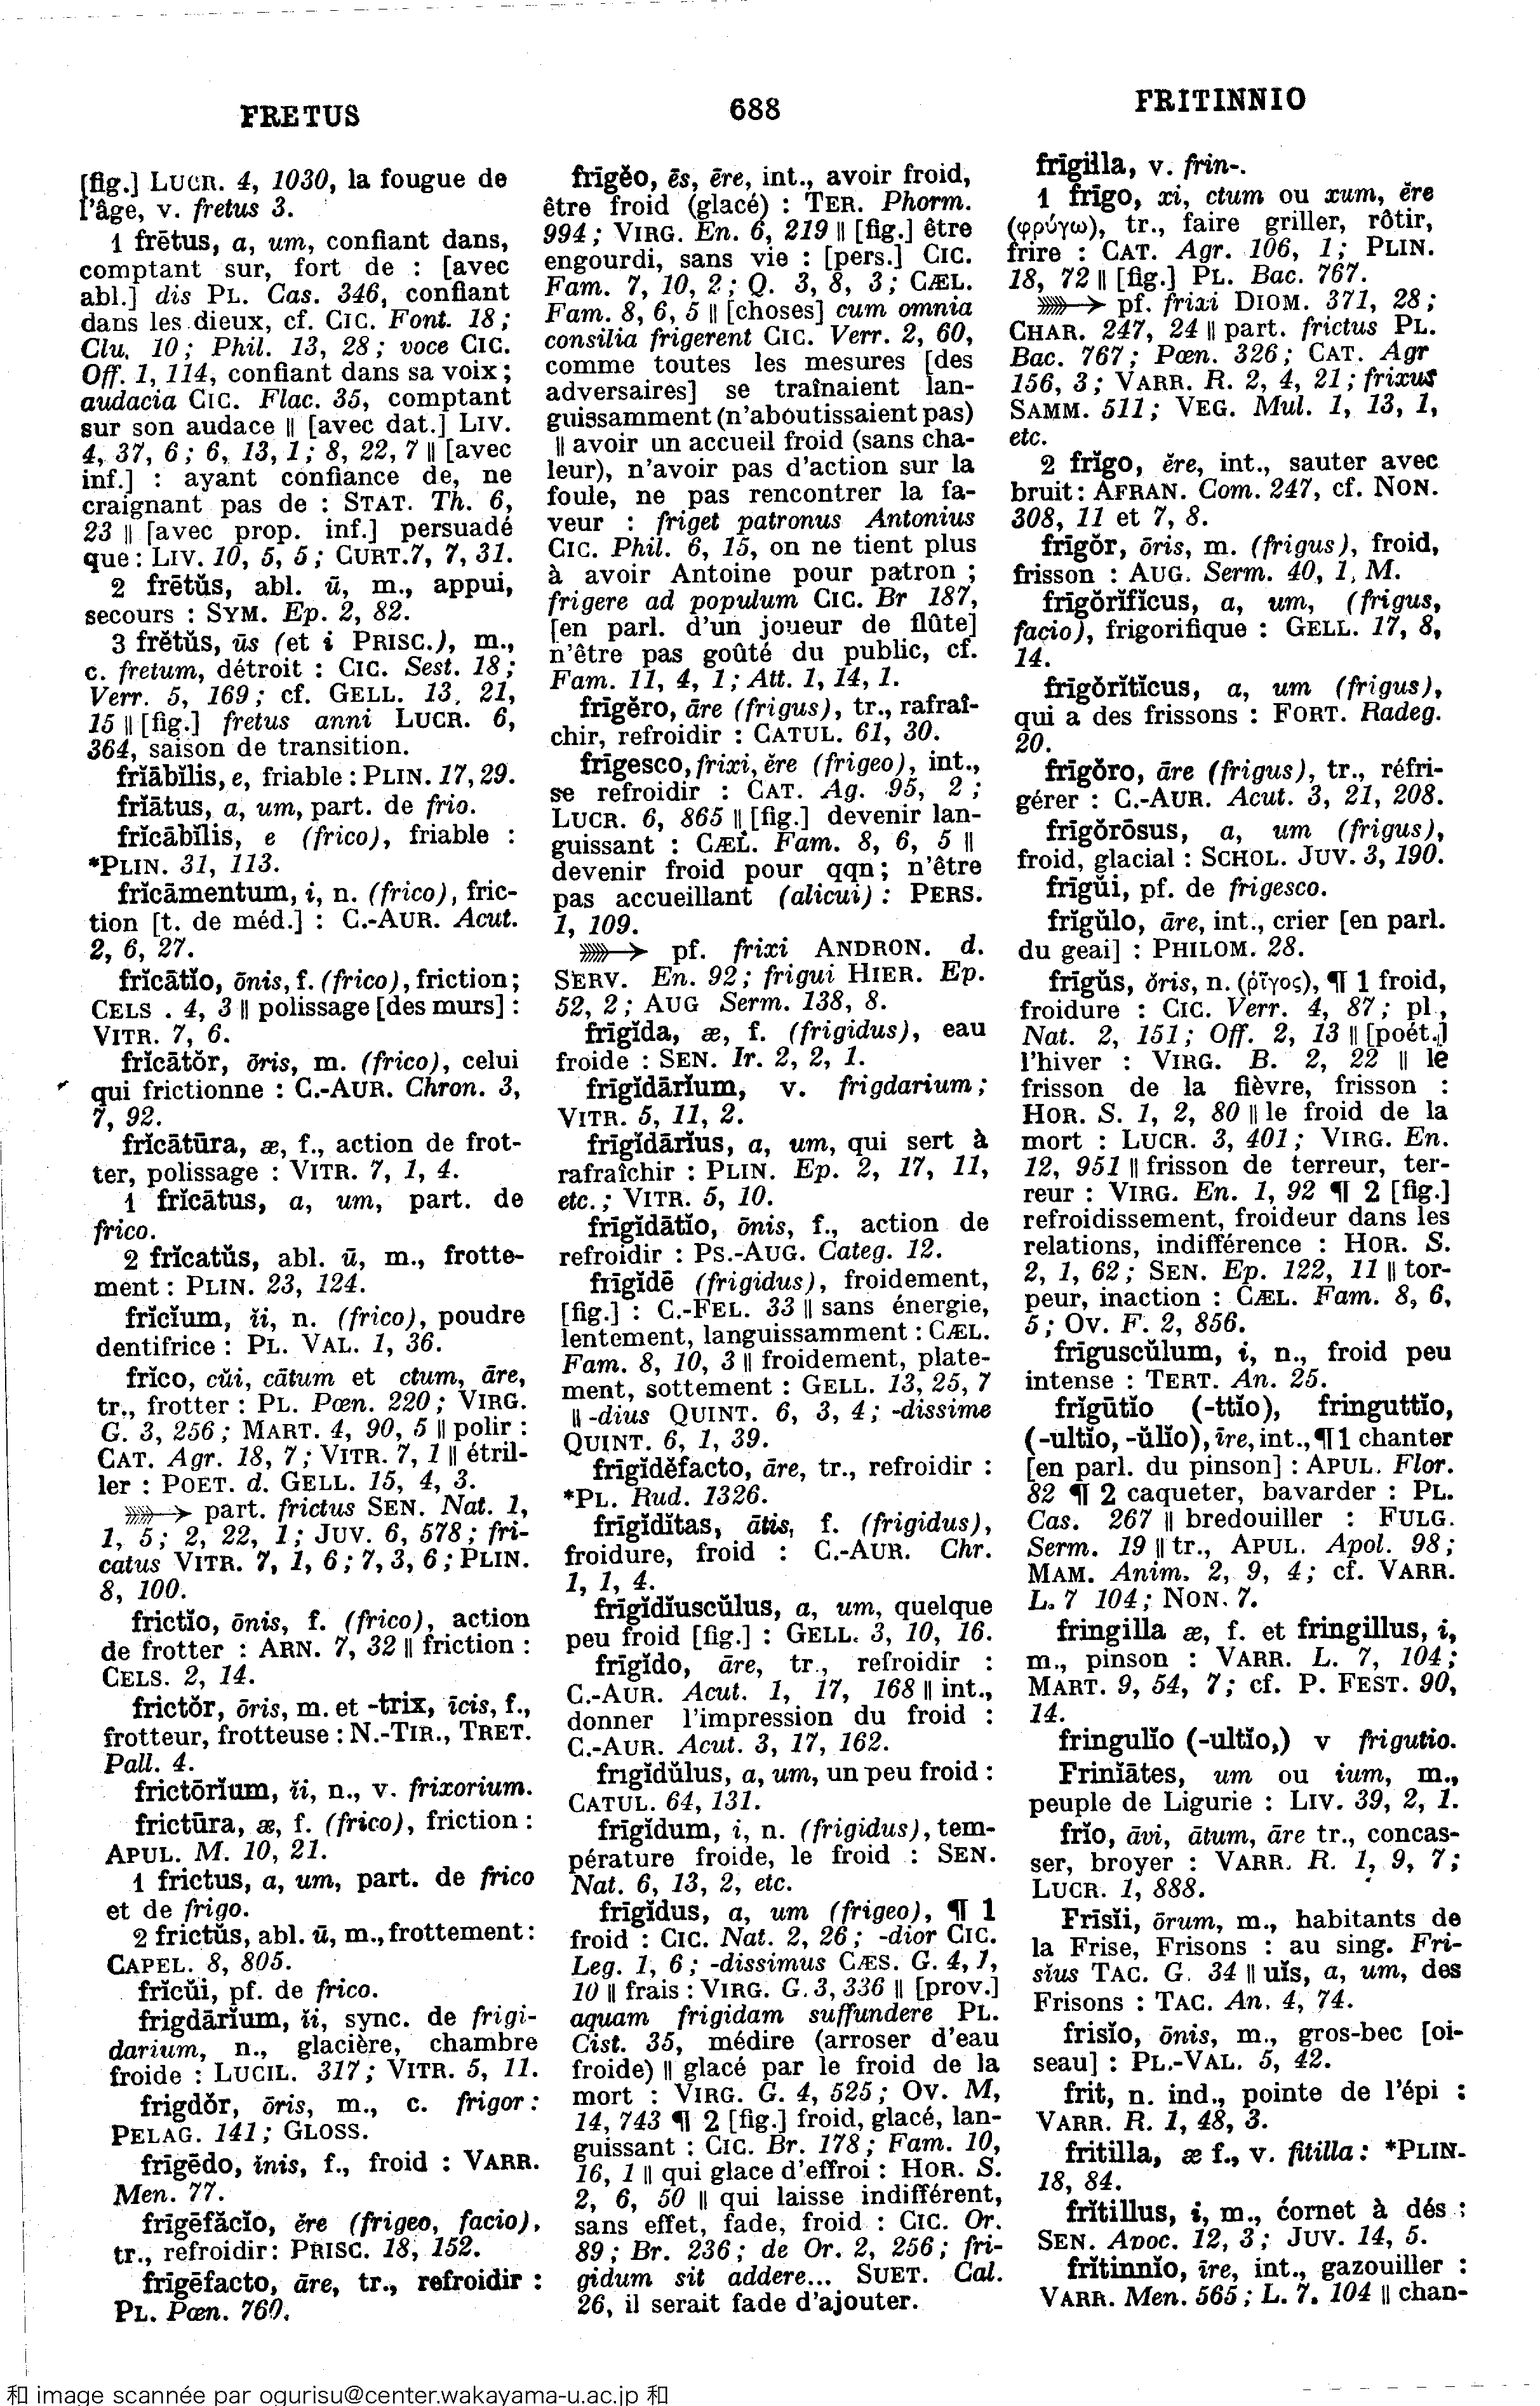 FRETUS
688
FRITINNIO
[fig.] LUCR. 4, 1030, la fougue de
l'âge, v. fretus 3.
1 frētus, a, um, confiant dans,
comptant sur, fort de : [avec
abl.] dis PL. Cas. 346, confiant
dans les dieux, cf. CIC. Font. 18 ;
Clu. 10 ; Phil. 13, 28 ; voce CIC.
Off. 1, 114, confiant dans sa voix ;
audacia CIC. Flac. 35, comptant
sur son audace ‖ [avec dat.] LIV.
4, 37, 6 ; 6, 13, 1 ; 8, 22, 7 ‖ [avec
inf.] : ayant confiance de, ne
craignant pas de : STAT. Th. 6,
23 ‖ [avec prop. inf.] persuadé
que : LIV. 10, 5, 5 ; CURT.7, 7, 31.
2 frētŭs, abl. ū, m., appui,
secours : SYM. Ep. 2, 82.
3 frĕtŭs, ūs (et i PRISC.), m.,
c. fretum, détroit : CIC. Sest. 18 ;
Verr. 5, 169 ; cf. GELL. 13, 21,
15 ‖ [fig.] fretus anni LUCR. 6,
364, saison de transition.
frĭābĭlis, e, friable : PLIN. 17, 29.
frĭātus, a, um, part. de frio.
frĭcābĭlis, e (frico), friable :
*PLIN. 31, 113.
frĭcāmentum, i, n. (frico), fric-
tion [t. de méd.] : C.-AUR. Acut.
2, 6, 27.
frĭcātĭo, ōnis, f. (frico), friction ;
CELS . 4, 3 ‖ polissage [des murs] :
VITR. 7, 6.
frĭcātŏr, ōris, m. (frico), celui
qui frictionne : C.-AUR. Chron. 3,
7, 92.
frĭcātūra, æ, f., action de frot-
ter, polissage : VITR. 7, 1, 4.
1 frĭcātus, a, um, part. de
frico.
2 frĭcatŭs, abl. ū, m., frotte-
ment : PLIN. 23, 124.
frĭcĭum, ĭi, n. (frico), poudre
dentifrice : PL. VAL. 1, 36.
frĭco, cŭi, cātum et ctum, āre,
tr., frotter : PL. Pœn. 220 ; VIRG.
G. 3, 256 ; MART. 4, 90, 5 ‖ polir :
CAT. Agr. 18, 7 ; VITR. 7, 1 ‖ étril-
ler : POET. d. GELL. 15, 4, 3.
⟶ part. frictus SEN. Nat. 1,
1, 5 ; 2, 22, 1 ; JUV. 6, 578 ; fri-
catus VITR. 7, 1, 6 ; 7, 3, 6 ; PLIN.
8, 100.
frictĭo, ōnis, f. (frico), action
de frotter : ARN. 7, 32 ‖ friction :
CELS. 2, 14.
frictŏr, ōris, m. et -trix, īcis, f.,
frotteur, frotteuse : N.-TIR., TRET.
Pall. 4.
frictōrĭum, ĭi, n., v. frixorium.
frictūra, æ, f. (frico), friction :
APUL. M. 10, 21.
1 frictus, a, um, part. de frico
et de frigo.
2 frictŭs, abl. ū, m., frottement :
CAPEL. 8, 805.
frĭcŭi, pf. de frico.
frigdārĭum, ĭi, sync. de frigi-
darium, n., glacière, chambre
froide : LUCIL. 317 ; VITR. 5, 11.
frigdŏr, ōris, m., c. frigor :
PELAG. 141 ; GLOSS.
frīgēdo, ĭnis, f., froid : VARR.
Men. 77.
frīgēfăcĭo, ĕre (frigeo, facio),
tr., refroidir : PRISC. 18, 152.
frīgēfacto, āre, tr., refroidir :
PL. Pœn. 760.
frīgĕo, ēs, ēre, int., avoir froid,
être froid (glacé) : TER. Phorm.
994 ; VIRG. En. 6, 219 ‖ [fig.] être
engourdi, sans vie : [pers.] CIC.
Fam. 7, 10, 2 ; Q. 3, 8, 3 ; CÆL.
Fam. 8, 6, 5 ‖ [choses] cum omnia
consilia frigerent CIC. Verr. 2, 60,
comme toutes les mesures [des
adversaires] se traînaient lan-
guissamment (n'aboutissaient pas)
‖ avoir un accueil froid (sans cha-
leur), n'avoir pas d'action sur la
foule, ne pas rencontrer la fa-
veur : friget patronus Antonius
CIC. Phil. 6, 15, on ne tient plus
à avoir Antoine pour patron ;
frigere ad populum CIC. Br 187,
[en parl. d'un joueur de flûte]
n'être pas goûté du public, cf.
Fam. 11, 4, 1 ; Att. 1, 14, 1.
frīgĕro, āre (frigus), tr., rafraî-
chir, refroidir : CATUL. 61, 30.
frīgesco, frixi, ĕre (frigeo), int.,
se refroidir : CAT. Ag. 95, 2 ;
LUCR. 6, 865 ‖ [fig.] devenir lan-
guissant : CÆL. Fam. 8, 6, 5 ‖
devenir froid pour qqn ; n'être
pas accueillant (alicui) : PERS.
1, 109.
⟶ pf. frixi ANDRON. d.
SERV. En. 92 ; frigui HIER. Ep.
52, 2 ; AUG Serm. 138, 8.
frīgĭda, æ, f. (frigidus), eau
froide : SEN. Ir. 2, 2, 1.
frīgĭdārĭum, v. frigdarium ;
VITR. 5, 11, 2.
frīgĭdārĭus, a, um, qui sert à
rafraîchir : PLIN. Ep. 2, 17, 11,
etc. ; VITR. 5, 10.
frīgĭdātĭo, ōnis, f., action de
refroidir : PS.-AUG. Categ. 12.
frīgĭdē (frigidus), froidement,
[fig.] : C.-FEL. 33 ‖ sans énergie,
lentement, languissamment : CÆL.
Fam. 8, 10, 3 ‖ froidement, plate-
ment, sottement : GELL. 13, 25, 7
‖ -dius QUINT. 6, 3, 4 ; -dissime
QUINT. 6, 1, 39.
frīgĭdĕfacto, āre, tr., refroidir :
*PL. Rud. 1326.
frīgĭdĭtas, ātis, f. (frigidus),
froidure, froid : C.-AUR. Chr.
1, 1, 4.
frīgĭdĭuscŭlus, a, um, quelque
peu froid [fig.] : GELL. 3, 10, 16.
frīgĭdo, āre, tr., refroidir :
C.-AUR. Acut. 1, 17, 168 ‖ int.,
donner l'impression du froid :
C.-AUR. Acut. 3, 17, 162.
frīgĭdŭlus, a, um, un peu froid :
CATUL. 64, 131.
frīgĭdum, i, n. (frigidus), tem-
pérature froide, le froid : SEN.
Nat. 6, 13, 2, etc.
frīgĭdus, a, um (frigeo), ¶ 1
froid : CIC. Nat. 2, 26 ; -dior CIC.
Leg. 1, 6 ; -dissimus CÆS. G. 4, 1,
10 ‖ frais : VIRG. G. 3, 336 ‖ [prov.]
aquam frigidam suffundere PL.
Cist. 35, médire (arroser d'eau
froide) ‖ glacé par le froid de la
mort : VIRG. G. 4, 525 ; OV. M,
14, 743 ¶ 2 [fig.] froid, glacé, lan-
guissant : CIC. Br. 178 ; Fam. 10,
16, 1 ‖ qui glace d'effroi : HOR. S.
2, 6, 50 ‖ qui laisse indifférent,
sans effet, fade, froid : CIC. Or.
89 ; Br. 236 ; de Or. 2, 256 ; fri-
gidum sit addere... SUET. Cal.
26, il serait fade d'ajouter.
frīgilla, v. frin-.
1 frīgo, xi, ctum ou xum, ĕre
(φρύγω), tr., faire griller, rôtir,
frire : CAT. Agr. 106, 1 ; PLIN.
18, 72 ‖ [fig.] PL. Bac. 767.
⟶ pf. frixi DIOM. 371, 28 ;
CHAR. 247, 24 ‖ part. frictus PL.
Bac. 767 ; Pœn. 326 ; CAT. Agr
156, 3 ; VARR. R. 2, 4, 21 ; frixus
SAMM. 511 ; VEG. Mul. 1, 13, 1,
etc.
2 frĭgo, ĕre, int., sauter avec
bruit : AFRAN. Com. 247, cf. NON.
308, 11 et 7, 8.
frīgŏr, ōris, m. (frigus), froid,
frisson : AUG. Serm. 40, 1, M.
frīgŏrĭfĭcus, a, um, (frigus,
facio), frigorifique : GELL. 17, 8,
14.
frīgŏrĭtĭcus, a, um (frigus),
qui a des frissons : FORT. Radeg.
20.
frīgŏro, āre (frigus), tr., réfri-
gérer : C.-AUR. Acut. 3, 21, 208.
frīgŏrōsus, a, um (frigus),
froid, glacial : SCHOL. JUV. 3, 190.
frīgŭi, pf. de frigesco.
frĭgŭlo, āre, int., crier [en parl.
du geai] : PHILOM. 28.
frīgŭs, ŏris, n. (ῥῖγος), ¶ 1 froid,
froidure : CIC. Verr. 4, 87 ; pl,
Nat. 2, 151 ; Off. 2, 13 ‖ [poét.]
l'hiver : VIRG. B. 2, 22 ‖ le
frisson de la fièvre, frisson :
HOR. S. 1, 2, 80 ‖ le froid de la
mort : LUCR. 3, 401 ; VIRG. En.
12, 951 ‖ frisson de terreur, ter-
reur : VIRG. En. 1, 92 ¶ 2 [fig.]
refroidissement, froideur dans les
relations, indifférence : HOR. S.
2, 1, 62 ; SEN. Ep. 122, 11 ‖ tor-
peur, inaction : CÆL. Fam. 8, 6,
5 ; OV. F. 2, 856.
frīguscŭlum, i, n., froid peu
intense : TERT. An. 25.
frĭgūtĭo (-ttĭo), fringuttĭo,
(-ultĭo, -ŭlĭo), īre, int., ¶ 1 chanter
[en parl. du pinson] : APUL. Flor.
82 ¶ 2 caqueter, bavarder : PL.
Cas. 267 ‖ bredouiller : FULG.
Serm. 19 ‖ tr., APUL. Apol. 98 ;
MAM. Anim. 2, 9, 4 ; cf. VARR.
L. 7 104 ; NON. 7.
fringilla æ, f. et fringillus, i,
m., pinson : VARR. L. 7, 104 ;
MART. 9, 54, 7 ; cf. P. FEST. 90,
14.
fringulĭo (-ultĭo,) v frigutio.
Frinĭātes, um ou ium, m.,
peuple de Ligurie : LIV. 39, 2, 1.
frĭo, āvi, ātum, āre tr., concas-
ser, broyer : VARR. R. 1, 9, 7 ;
LUCR. 1, 888.
Frīsĭi, ōrum, m., habitants de
la Frise, Frisons : au sing. Fri-
sĭus TAC. G. 34 ‖ uĭs, a, um, des
Frisons : TAC. An. 4, 74.
frisĭo, ōnis, m., gros-bec [oi-
seau] : PL.-VAL. 5, 42.
frit, n. ind., pointe de l'épi :
VARR. R. 1, 48, 3.
fritilla, æ f., v. fitilla : *PLIN-
18, 84.
frĭtillus, i, m., cornet à dés :
SEN. Apoc. 12, 3 ; JUV. 14, 5.
frĭtinnĭo, īre, int., gazouiller :
VARR. Men. 565 ; L. 7. 104 ‖ chan-
和 image scannée par ogurisu@center.wakayama-u.ac.jp 和